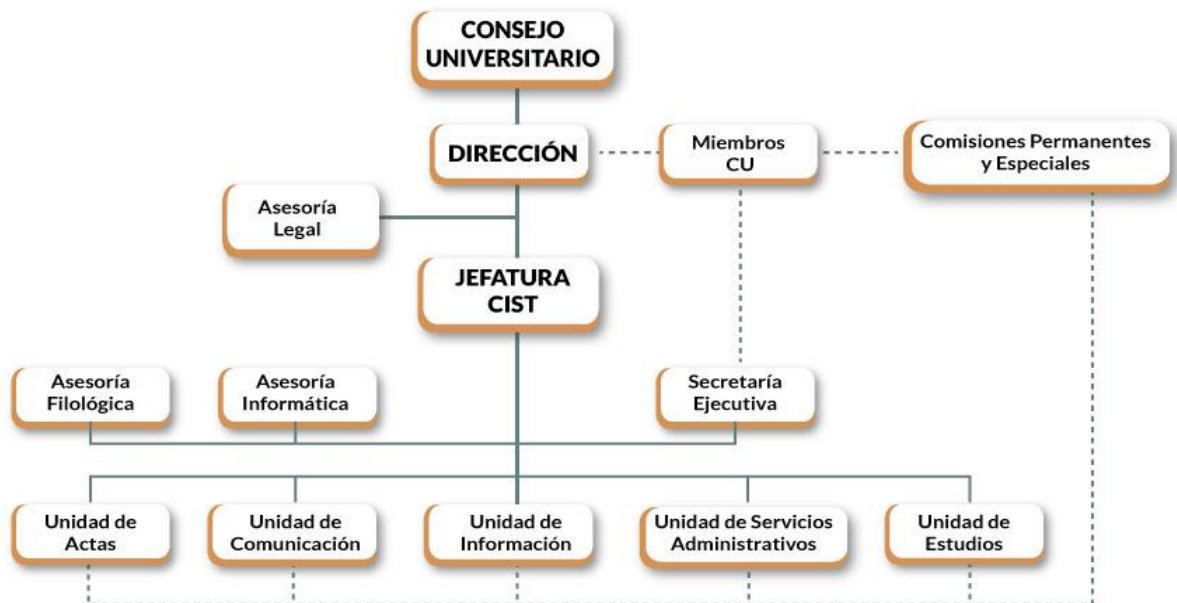 CONSEJO
UNIVERSITARIO
DIRECCIÓN
Miembros
CU
Comisiones Permanentes
y Especiales
Asesoría
Legal
JEFATURA
CIST
Asesoría
Filológica
Asesoría
Informática
Secretaría
Ejecutiva
Unidad de
Actas
Unidad de
Comunicación
Unidad de
Información
Unidad de Servicios
Administrativos
Unidad de
Estudios